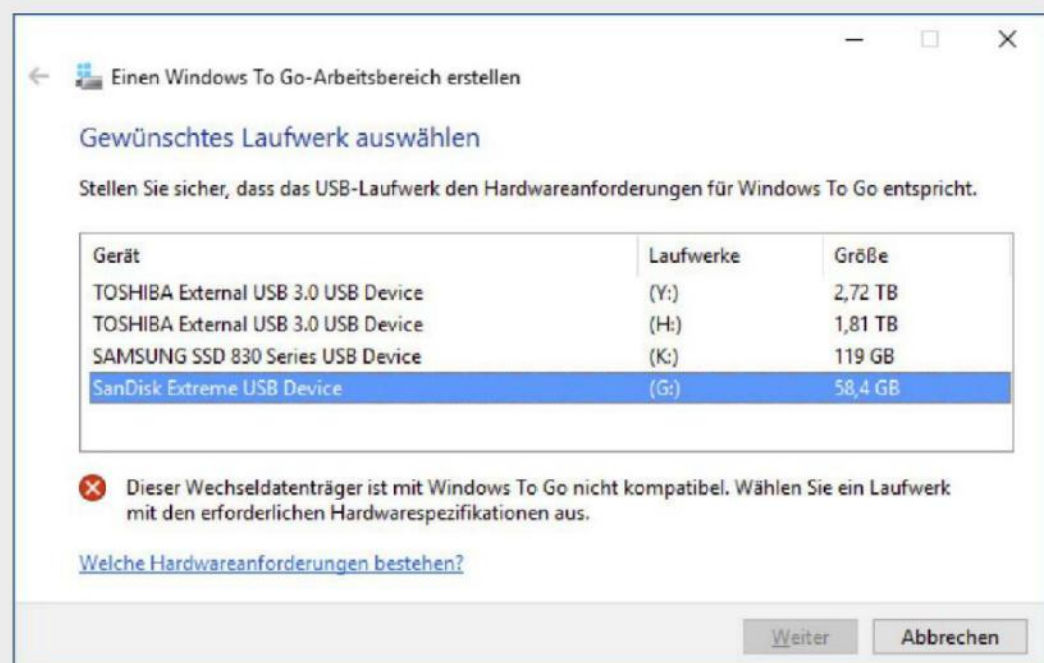 Einen Windows To Go-Arbeitsbereich erstellen
Gewünschtes Laufwerk auswählen
Stellen Sie sicher, dass das USB-Laufwerk den Hardwareanforderungen für Windows To Go entspricht.
Gerät Laufwerke Größe
TOSHIBA External USB 3.0 USB Device (Y:) 2,72 TB
TOSHIBA External USB 3.0 USB Device (H:) 1,81 TB
SAMSUNG SSD 830 Series USB Device (K:) 119 GB
SanDisk Extreme USB Device (G:) 58,4 GB
Dieser Wechseldatenträger ist mit Windows To Go nicht kompatibel. Wählen Sie ein Laufwerk
mit den erforderlichen Hardwarespezifikationen aus.
Welche Hardwareanforderungen bestehen?
Weiter Abbrechen